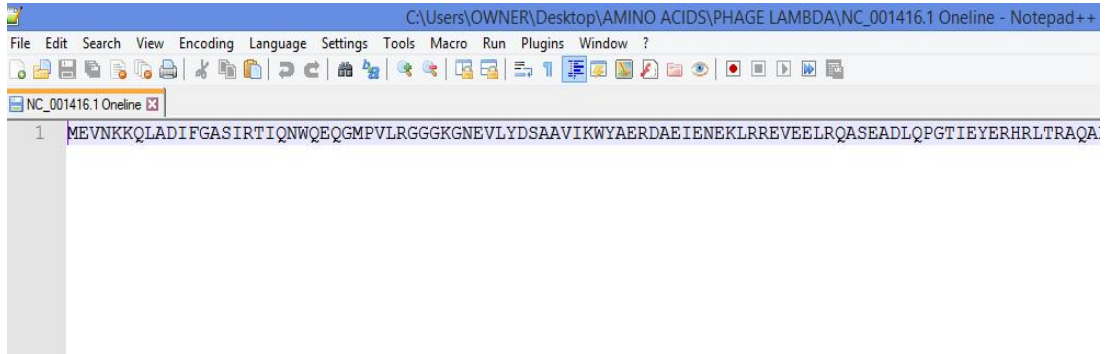 C:\Users\OWNER\Desktop\AMINO ACIDS\PHAGE LAMBDA\NC_001416.1 Oneline - Notepad++
File Edit Search View Encoding Language Settings Tools Macro Run Plugins Window ?
NC_001416.1 Oneline
1 MEVNKKQLADIFGASIRTIQNWQEQGMPVLRGGGKGNEVLYDSAAVIKWYAERDAEIENEKLRREVEELRQASEADLQPGTIEYERHRLTRAQA